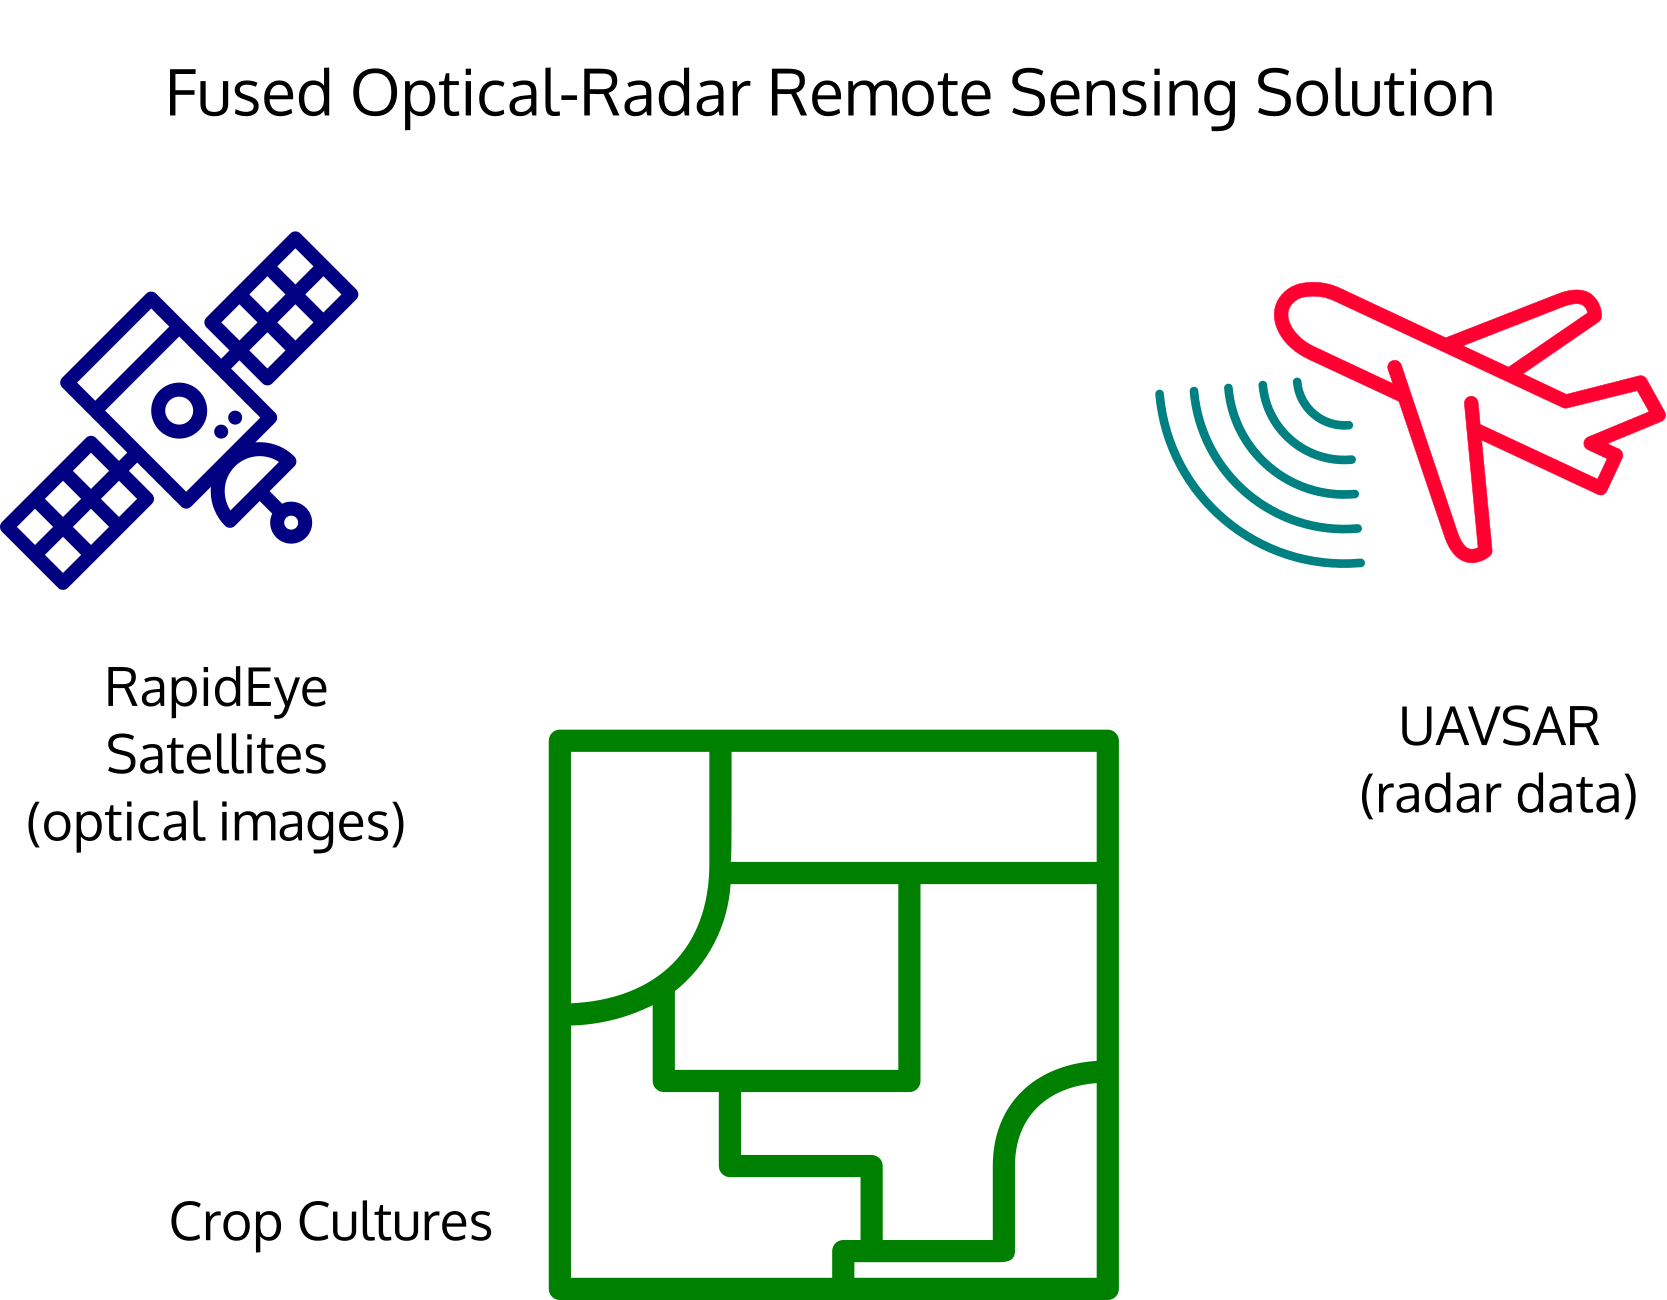 Fused Optical-Radar Remote Sensing Solution
RapidEye
Satellites
(optical images)
UAVSAR
(radar data)
Crop Cultures